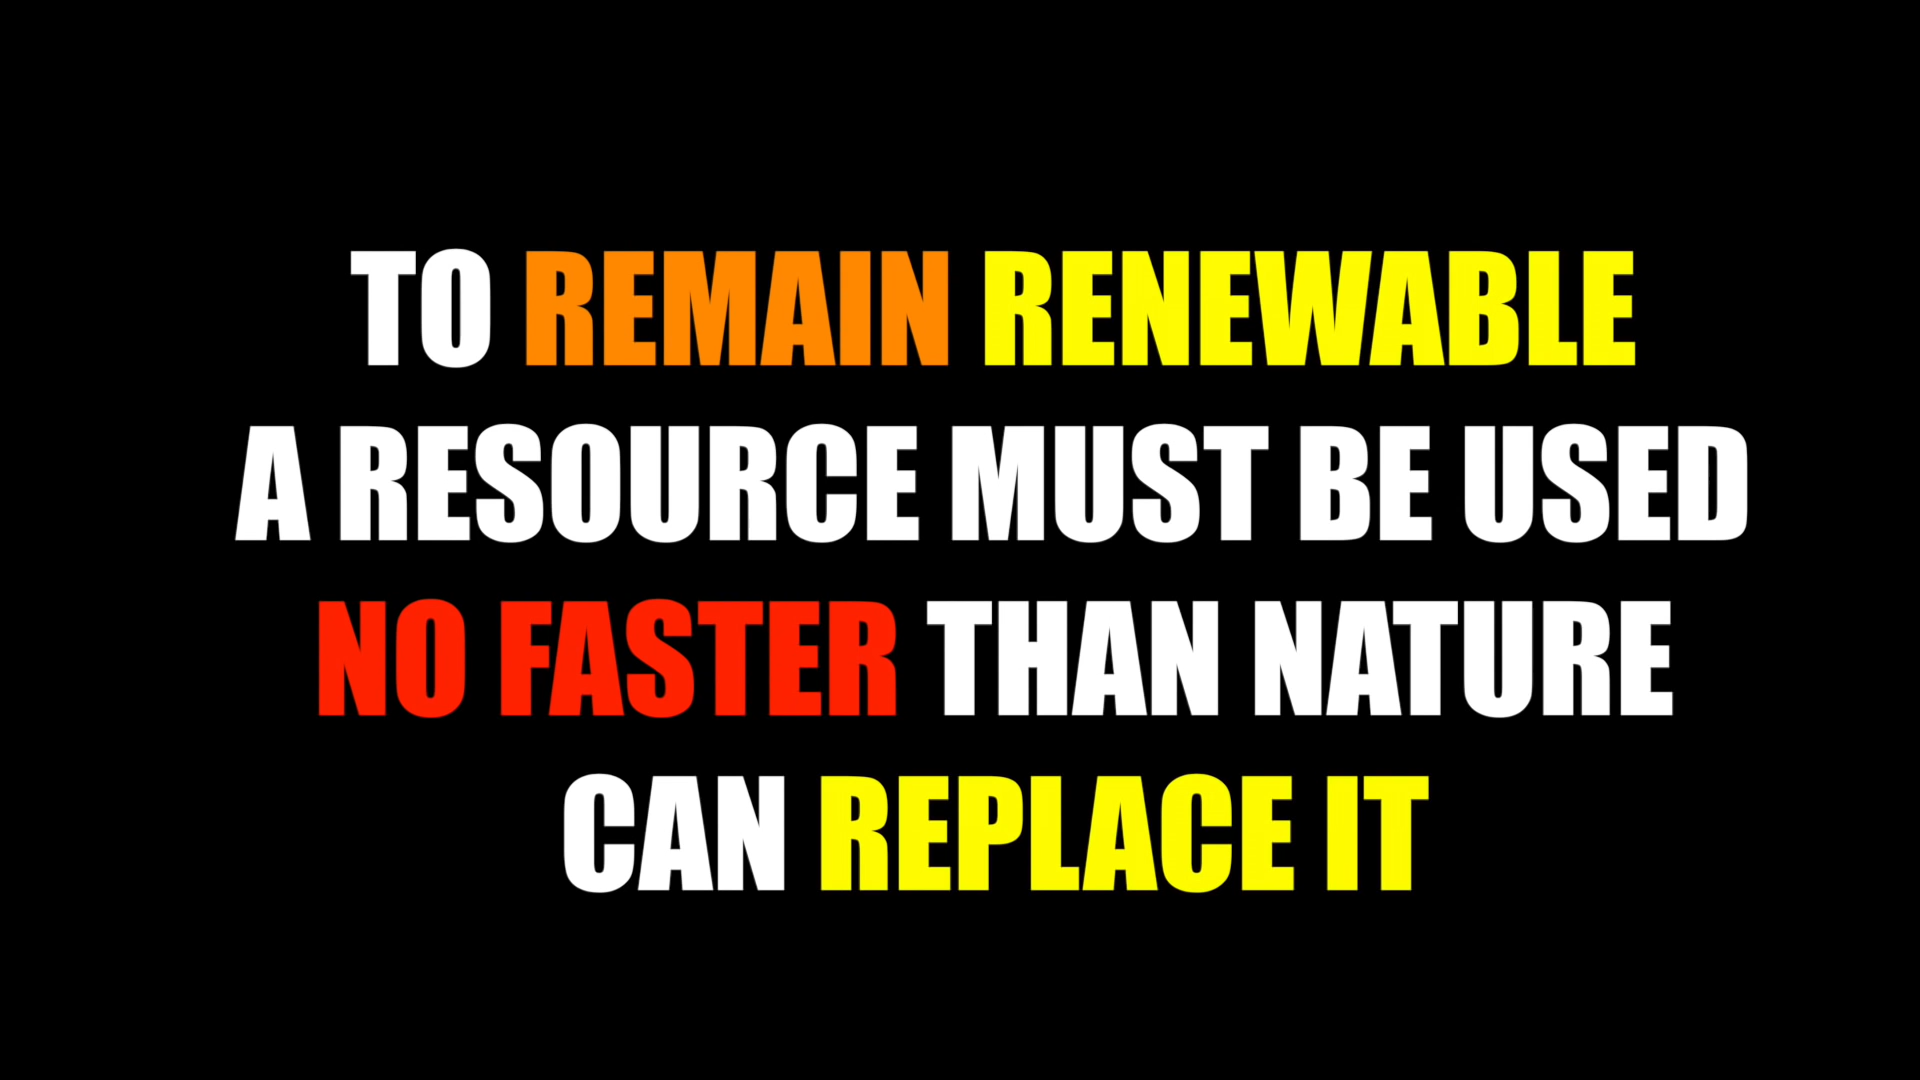 TO REMAIN RENEWABLE
A RESOURCE MUST BE USED
NO FASTER THAN NATURE
CAN REPLACE IT